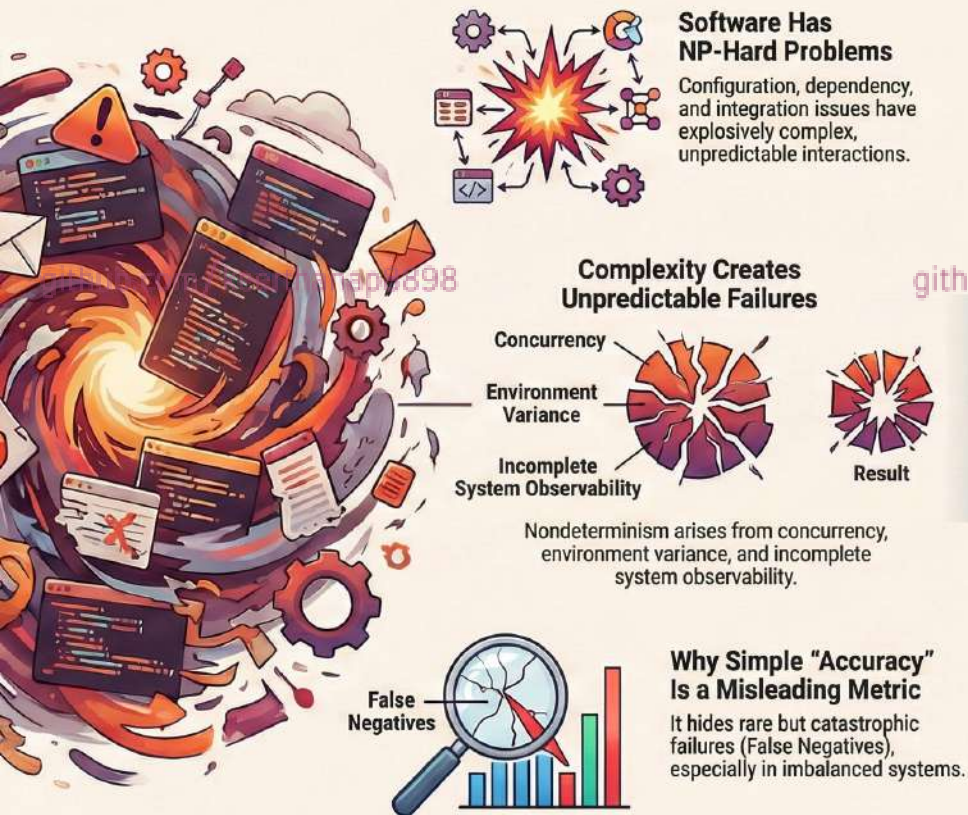 Software Has
NP-Hard Problems
Configuration, dependency,
and integration issues have
explosively complex,
unpredictable interactions.
</>
Complexity Creates
Unpredictable Failures
Concurrency
Environment
Variance
Incomplete
System Observability
Result
Nondeterminism arises from concurrency,
environment variance, and incomplete
system observability.
Why Simple "Accuracy"
Is a Misleading Metric
It hides rare but catastrophic
failures (False Negatives),
especially in imbalanced systems.
False
Negatives
gith